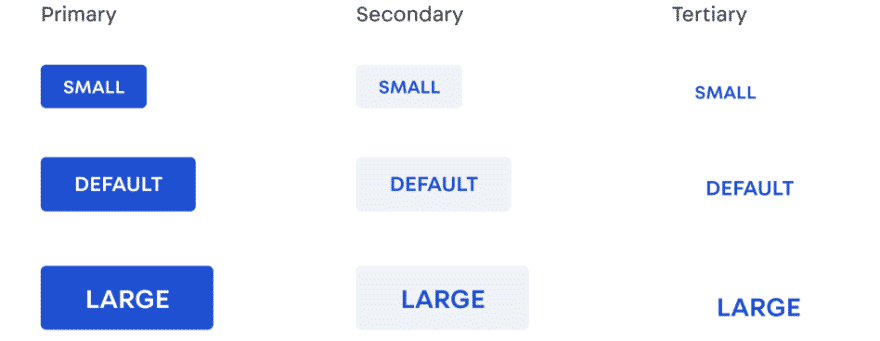 Primary Secondary Tertiary
SMALL SMALL SMALL
DEFAULT DEFAULT DEFAULT
LARGE LARGE LARGE